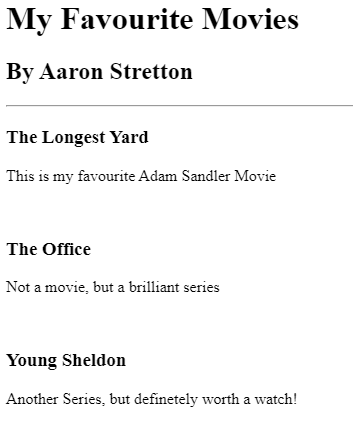 My Favourite Movies
By Aaron Stretton
The Longest Yard
This is my favourite Adam Sandler Movie
The Office
Not a movie, but a brilliant series
Young Sheldon
Another Series, but definetely worth a watch!